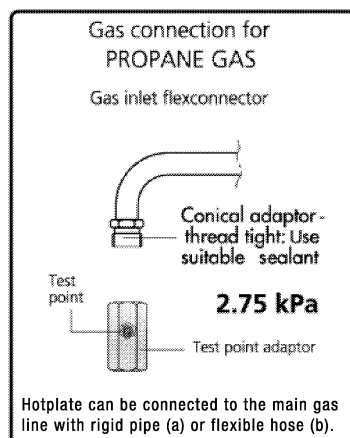 Gas connection for
PROPANE GAS
Gas inlet flexconnector
Conical adaptor-
thread tight: Use
suitable sealant
Test
point
2.75 kPa
Test point adaptor
Hotplate can be connected to the main gas
line with rigid pipe (a) or flexible hose (b).